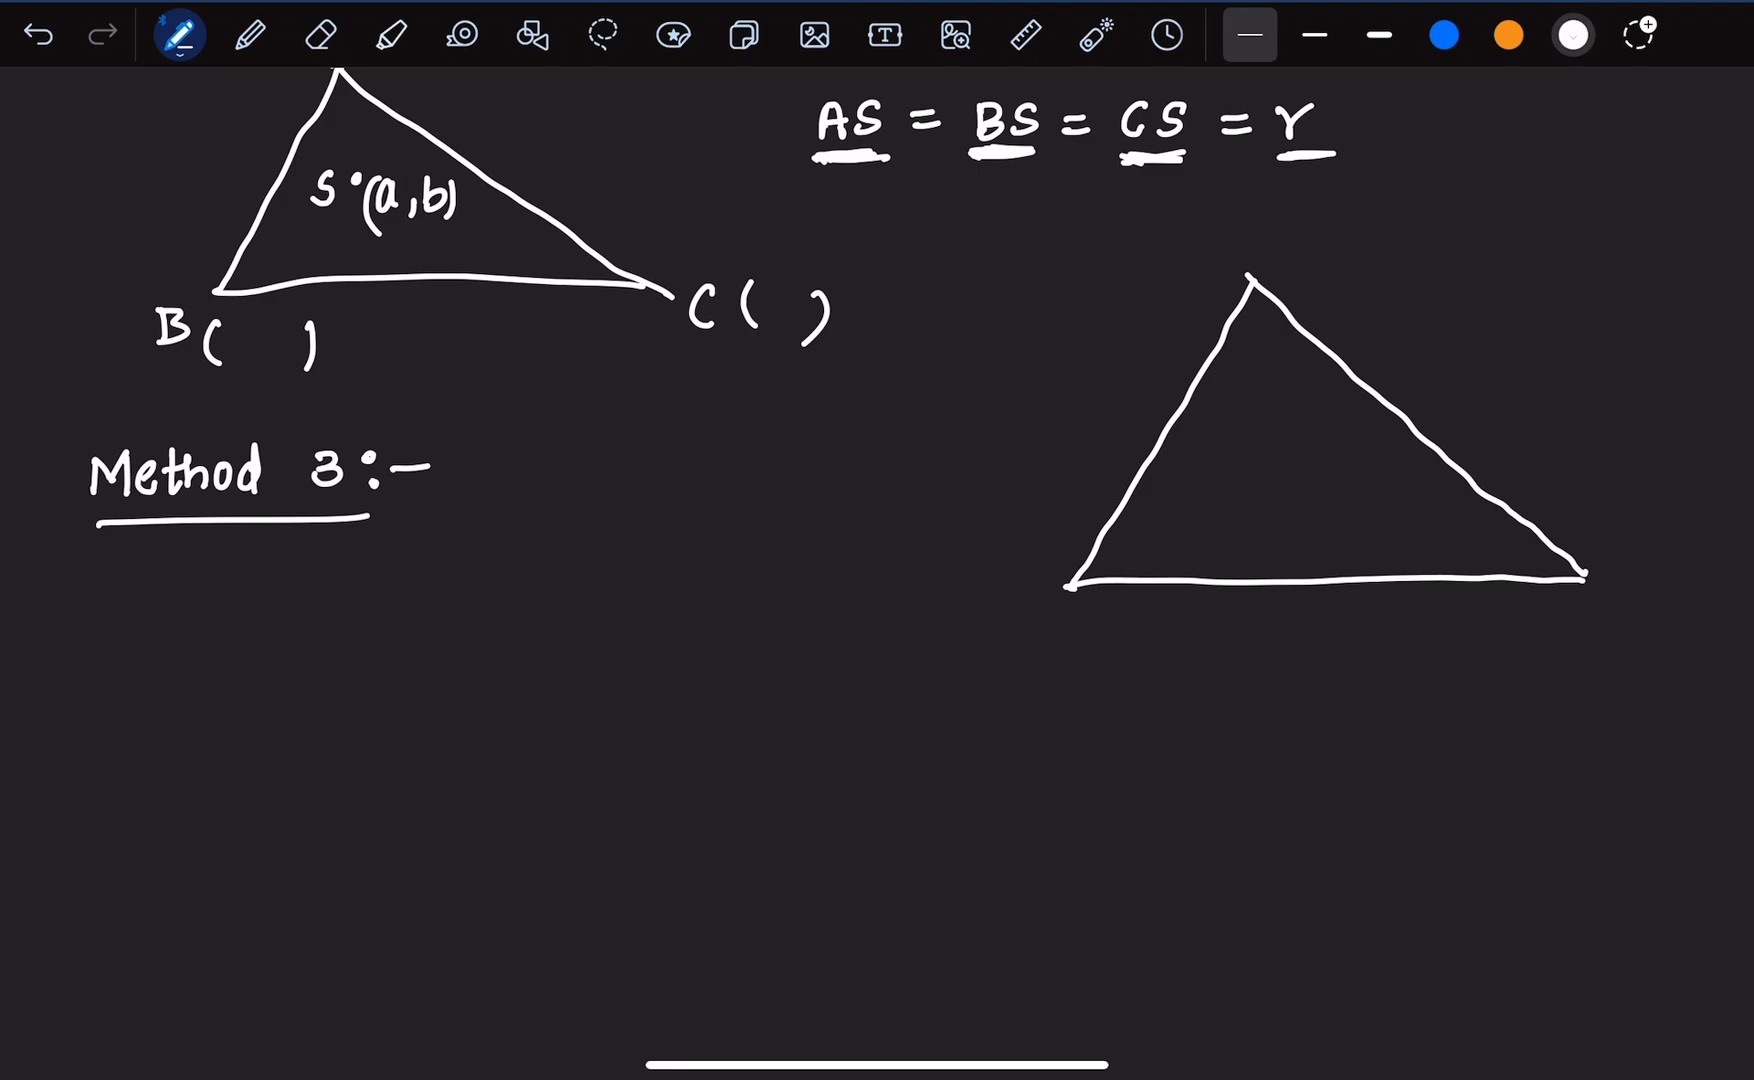 AS = BS = CS = r
S•(a,b)
B( )
C( )
Method 3:-